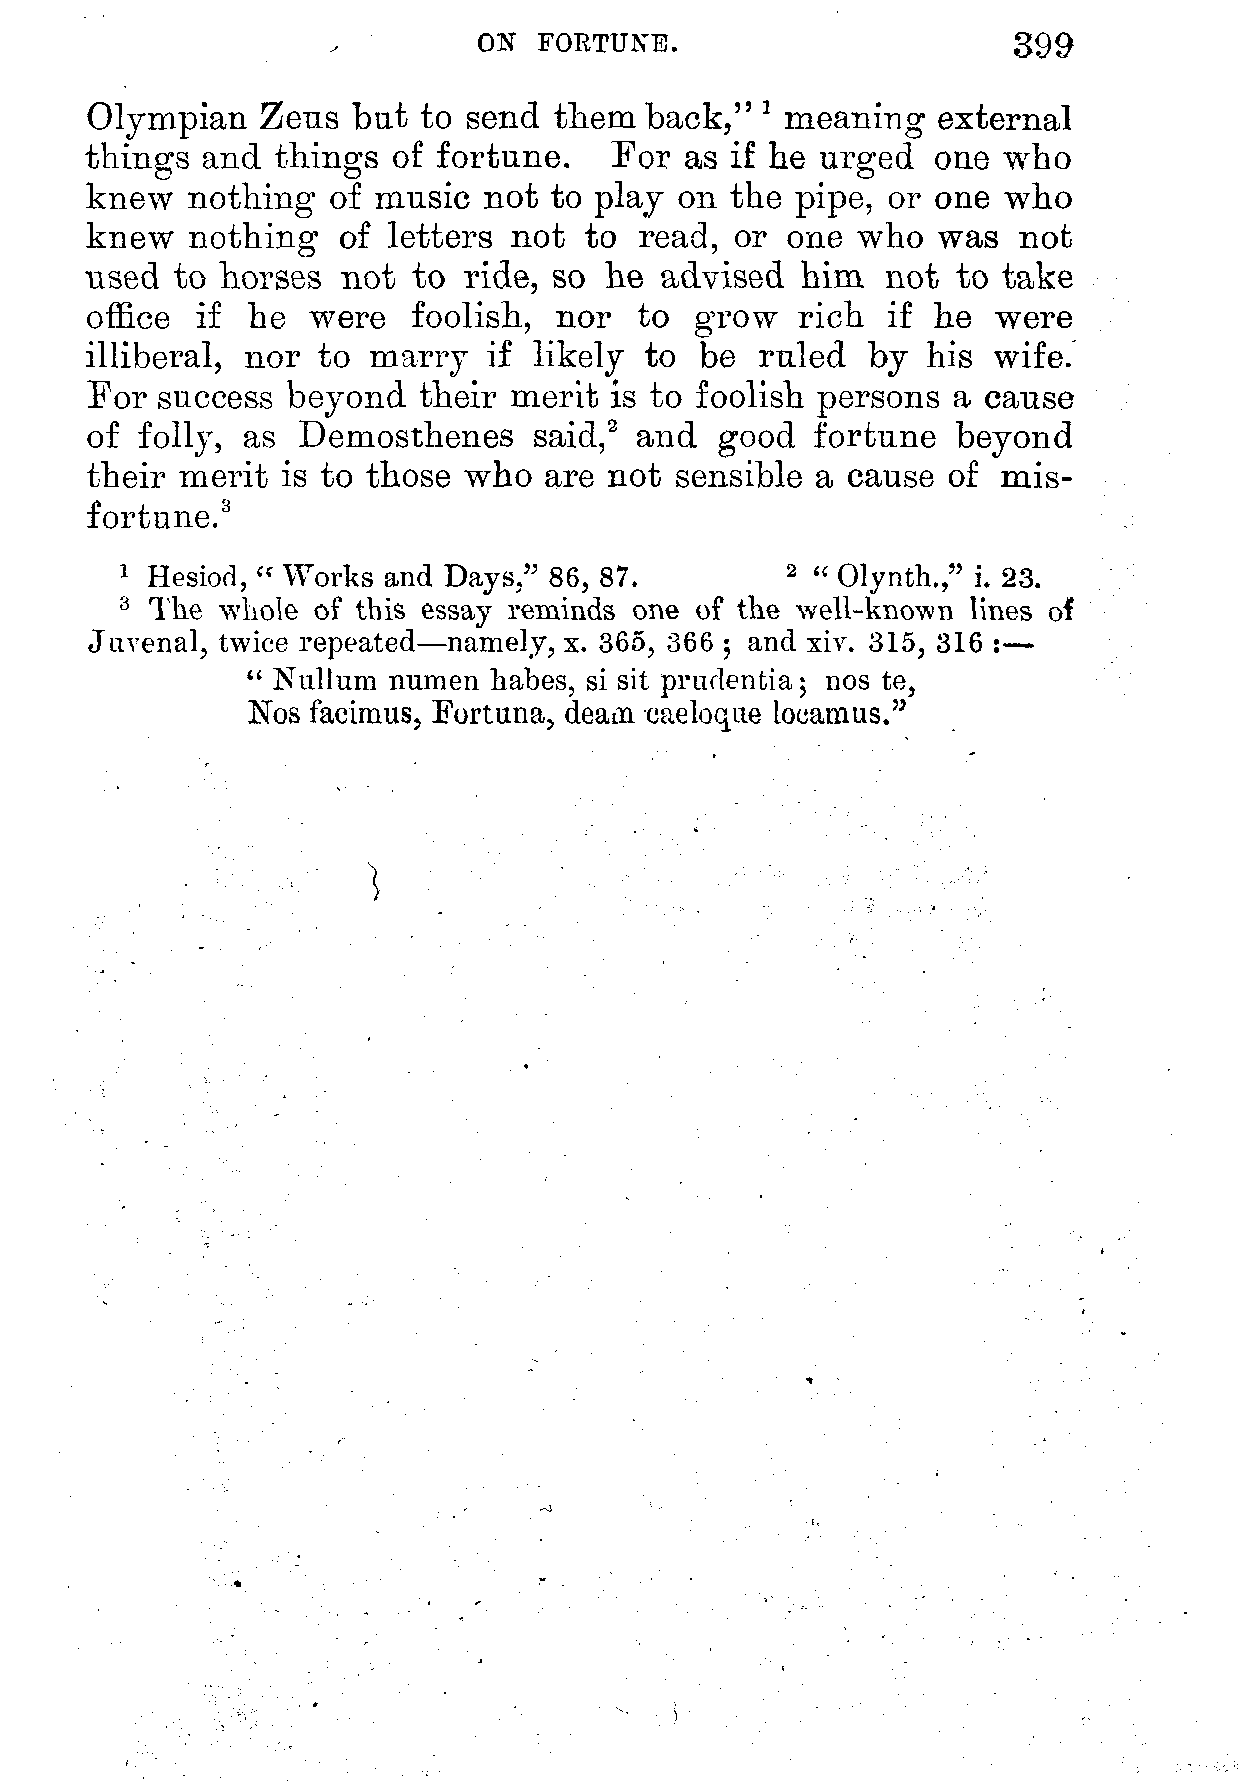 ON FORTUNE. 399
Olympian Zeus but to send them back,” ¹ meaning external
things and things of fortune. For as if he urged one who
knew nothing of music not to play on the pipe, or one who
knew nothing of letters not to read, or one who was not
used to horses not to ride, so he advised him not to take
office if he were foolish, nor to grow rich if he were
illiberal, nor to marry if likely to be ruled by his wife.
For success beyond their merit is to foolish persons a cause
of folly, as Demosthenes said,² and good fortune beyond
their merit is to those who are not sensible a cause of mis-
fortune.³
¹ Hesiod, “ Works and Days,” 86, 87. ² “ Olynth.,” i. 23.
³ The whole of this essay reminds one of the well-known lines of
Juvenal, twice repeated—namely, x. 365, 366 ; and xiv. 315, 316 :—
“ Nullum numen habes, si sit prudentia ; nos te,
Nos facimus, Fortuna, deam caeloque locamus.”